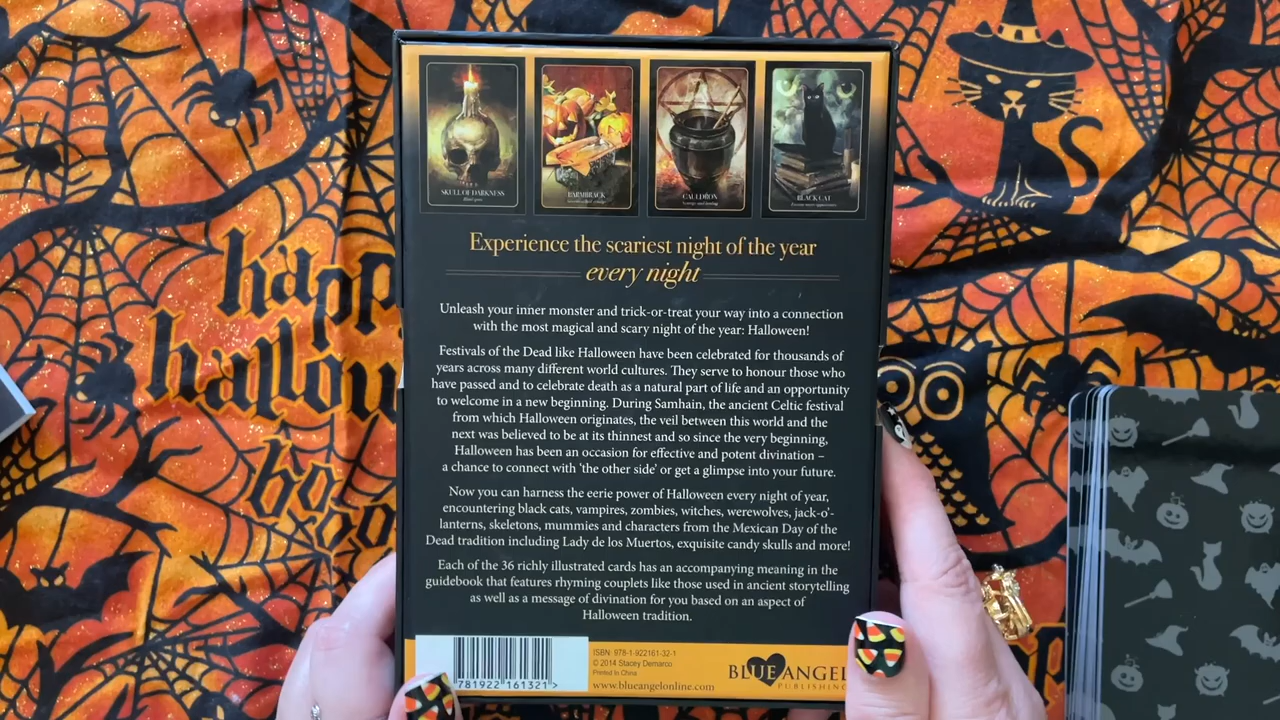 SKULL OF DARKNESS
BARMBRACK
CAULDRON
BLACK CAT
Experience the scariest night of the year
every night
Unleash your inner monster and trick-or-treat your way into a connection
with the most magical and scary night of the year: Halloween!
Festivals of the Dead like Halloween have been celebrated for thousands of
years across many different world cultures. They serve to honour those who
have passed and to celebrate death as a natural part of life and an opportunity
to welcome in a new beginning. During Samhain, the ancient Celtic festival
from which Halloween originates, the veil between this world and the
next was believed to be at its thinnest and so since the very beginning,
Halloween has been an occasion for effective and potent divination –
a chance to connect with 'the other side' or get a glimpse into your future.
Now you can harness the eerie power of Halloween every night of year,
encountering black cats, vampires, zombies, witches, werewolves, jack-o'-
lanterns, skeletons, mummies and characters from the Mexican Day of the
Dead tradition including Lady de los Muertos, exquisite candy skulls and more!
Each of the 36 richly illustrated cards has an accompanying meaning in the
guidebook that features rhyming couplets like those used in ancient storytelling
as well as a message of divination for you based on an aspect of
Halloween tradition.
ISBN: 978-1-922161-32-1
© 2014 Stacey Demarco
Printed In China
www.blueangelonline.com
781922 161321 >
BLUE ANGEL
PUBLISHING
happ
hallow
boo